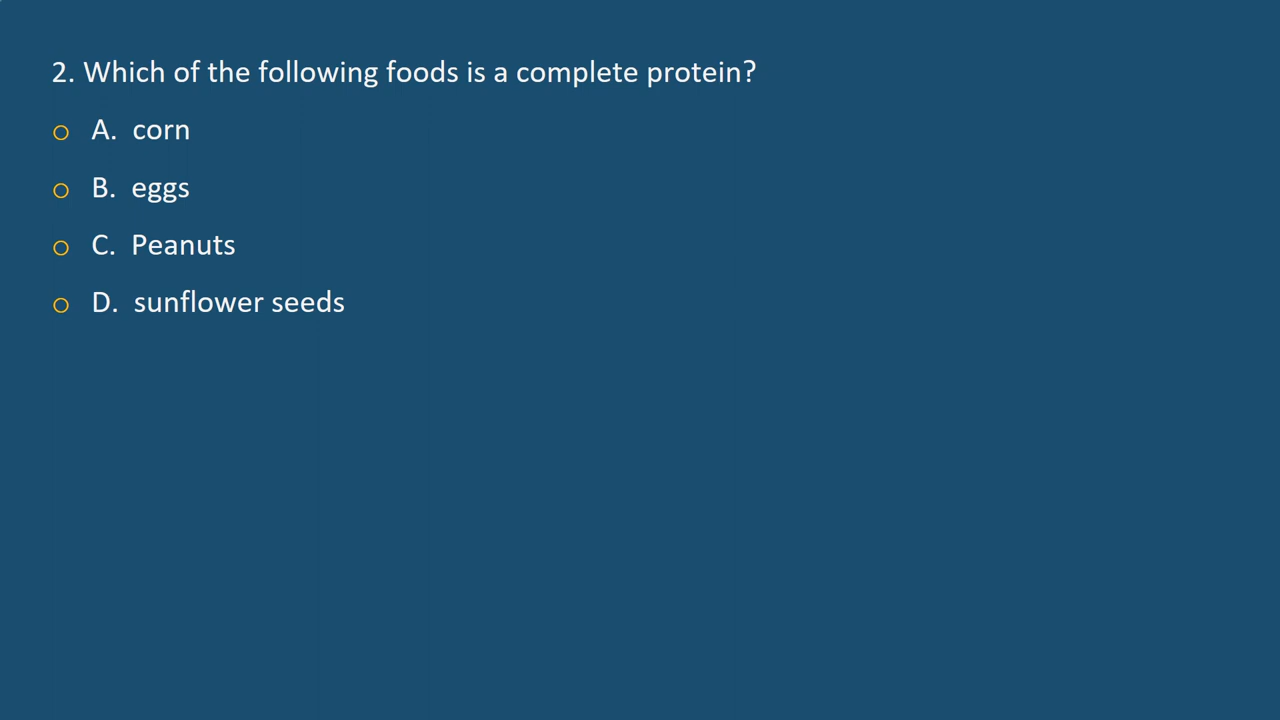 2. Which of the following foods is a complete protein?
A. corn
B. eggs
C. Peanuts
D. sunflower seeds